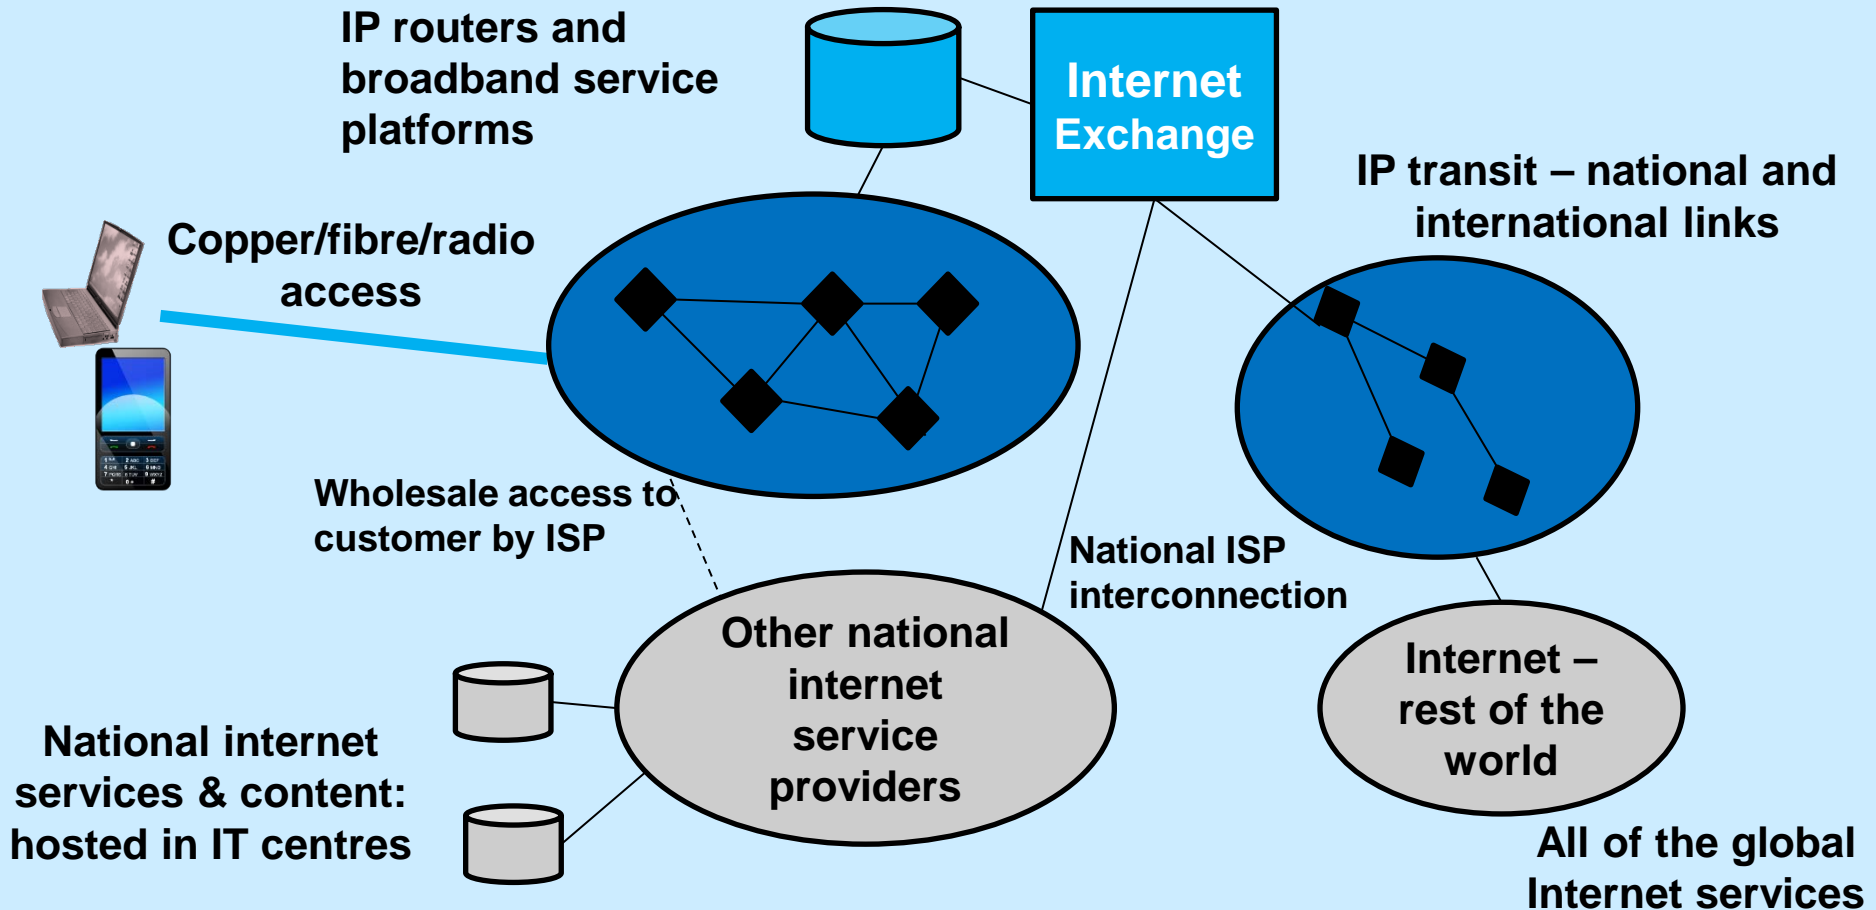 IP routers and
broadband service
platforms
Internet
Exchange
IP transit – national and
international links
Copper/fibre/radio
access
Wholesale access to
customer by ISP
National ISP
interconnection
Other national
internet
service
providers
Internet –
rest of the
world
National internet
services & content:
hosted in IT centres
All of the global
Internet services